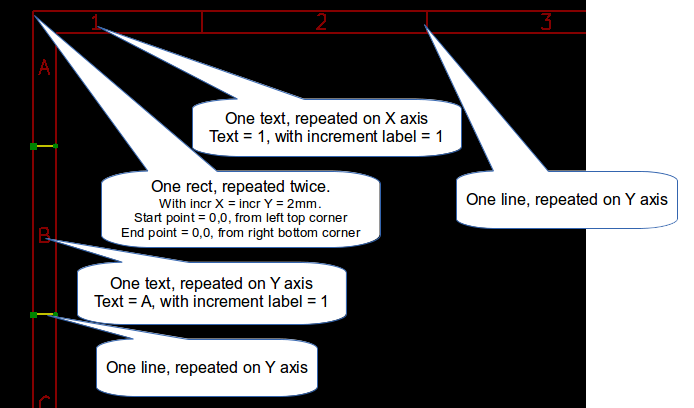 1 2 3
A
One text, repeated on X axis
Text = 1, with increment label = 1
One rect, repeated twice.
With incr X = incr Y = 2mm.
Start point = 0,0, from left top corner
End point = 0,0, from right bottom corner
One line, repeated on Y axis
B
One text, repeated on Y axis
Text = A, with increment label = 1
One line, repeated on Y axis
C